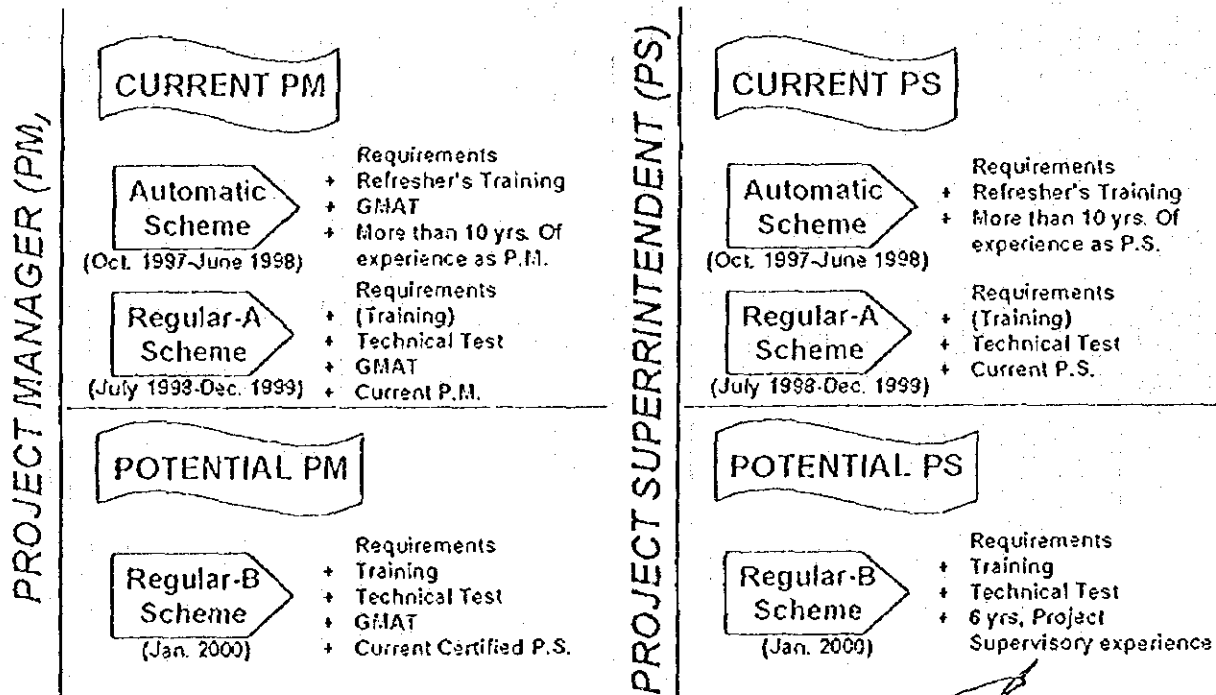 PROJECT MANAGER (PM)
CURRENT PM
Automatic
Scheme
(Oct. 1997-June 1998)
Requirements
+ Refresher's Training
+ GMAT
+ More than 10 yrs. Of
experience as P.M.
Regular-A
Scheme
(July 1998-Dec. 1999)
Requirements
+ (Training)
+ Technical Test
+ GMAT
+ Current P.M.
POTENTIAL PM
Regular-B
Scheme
(Jan. 2000)
Requirements
+ Training
+ Technical Test
+ GMAT
+ Current Certified P.S.
PROJECT SUPERRINTENDENT (PS)
CURRENT PS
Automatic
Scheme
(Oct. 1997-June 1998)
Requirements
+ Refresher's Training
+ More than 10 yrs. Of
experience as P.S.
Regular-A
Scheme
(July 1998-Dec. 1999)
Requirements
+ (Training)
+ Technical Test
+ Current P.S.
POTENTIAL PS
Regular-B
Scheme
(Jan. 2000)
Requirements
+ Training
+ Technical Test
+ 6 yrs, Project
Supervisory experience